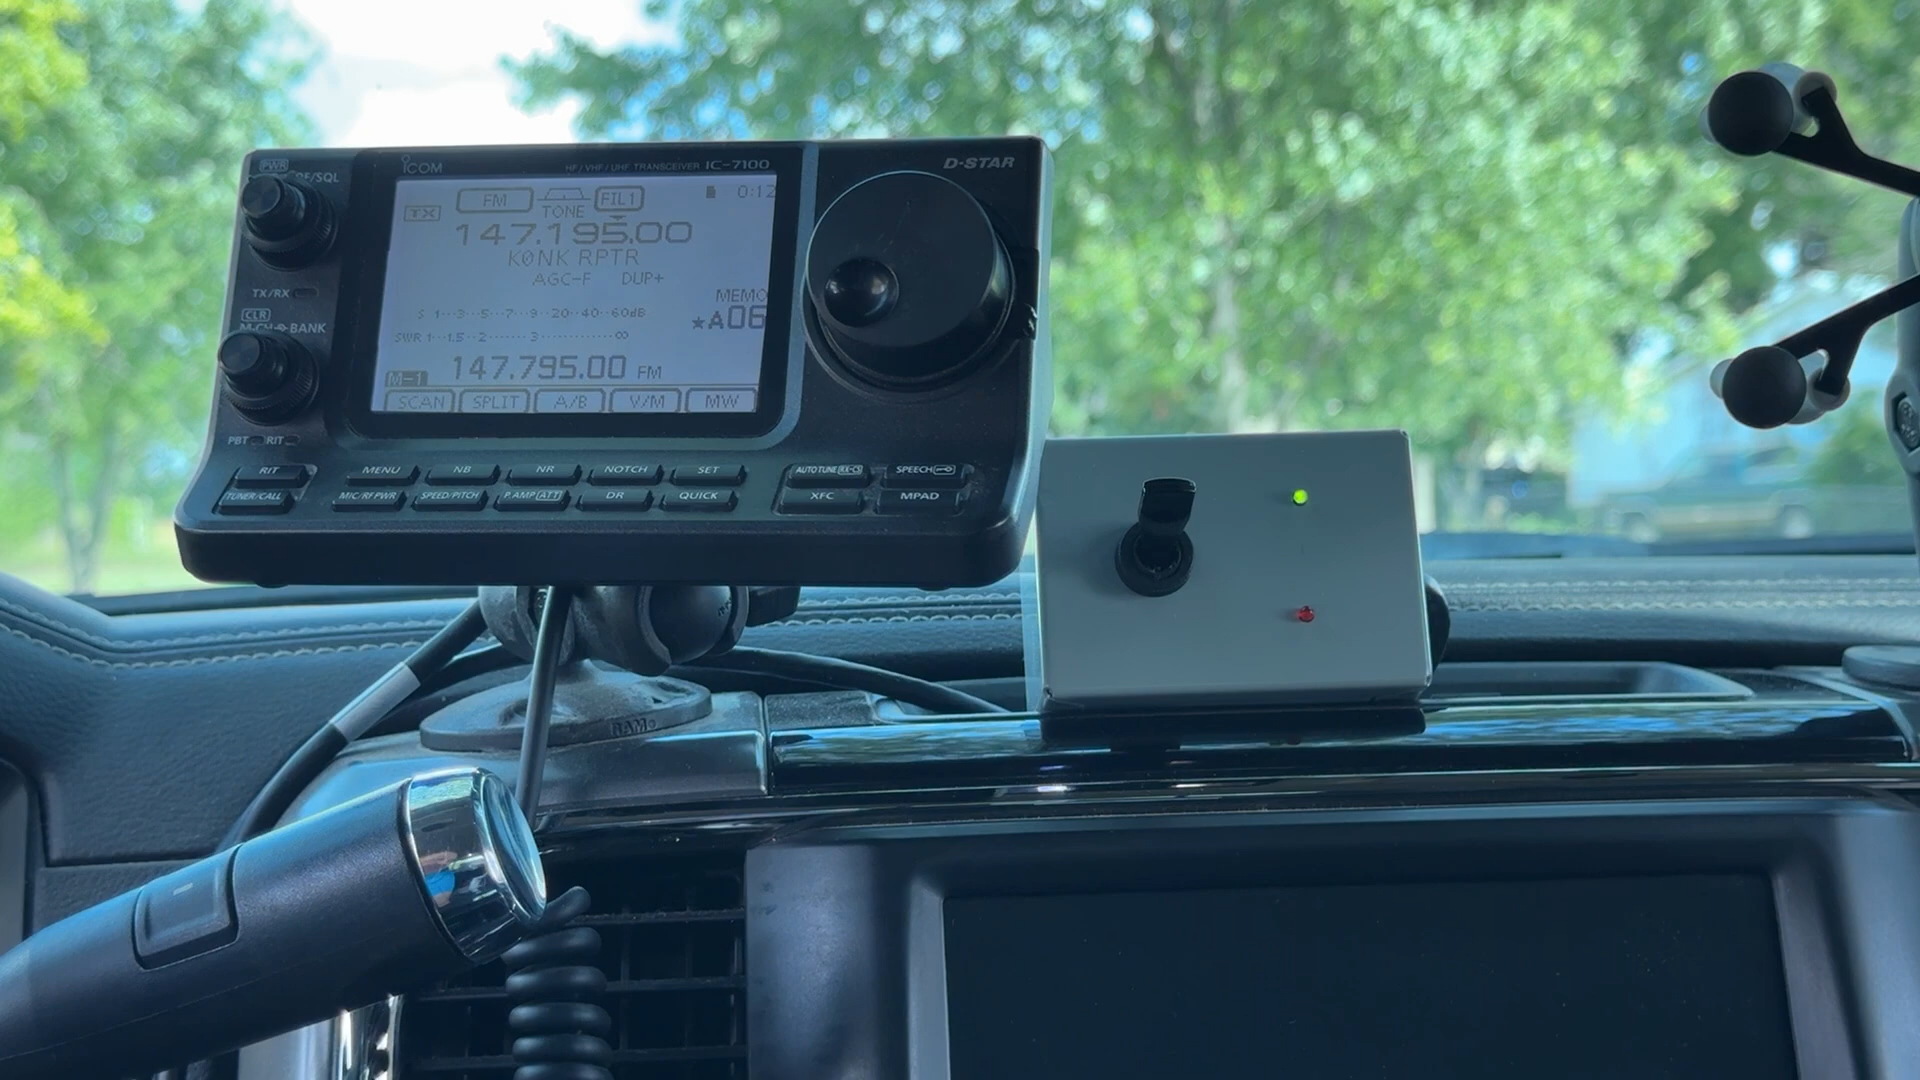 PWR
RF/SQL
ICOM
HF/VHF/UHF TRANSCEIVER IC-7100
D-STAR
FM FIL1 0:12
TX TONE
147.195.00
K0NK RPTR
AGC-F DUP+
TX/RX
MEMO
S 1···3···5···7···9··20··40··60dB
★A06
CLR
M-CH BANK
SWR 1···1.5··2·······3············∞
147.795.00 FM
M-1
SCAN SPLIT A/B V/M MW
PBT RIT
RIT MENU NB NR NOTCH SET AUTO TUNE RX-CS SPEECH
TUNER/CALL MIC/RF PWR SPEED/PITCH P.AMP ATT DR QUICK XFC MPAD
RAM